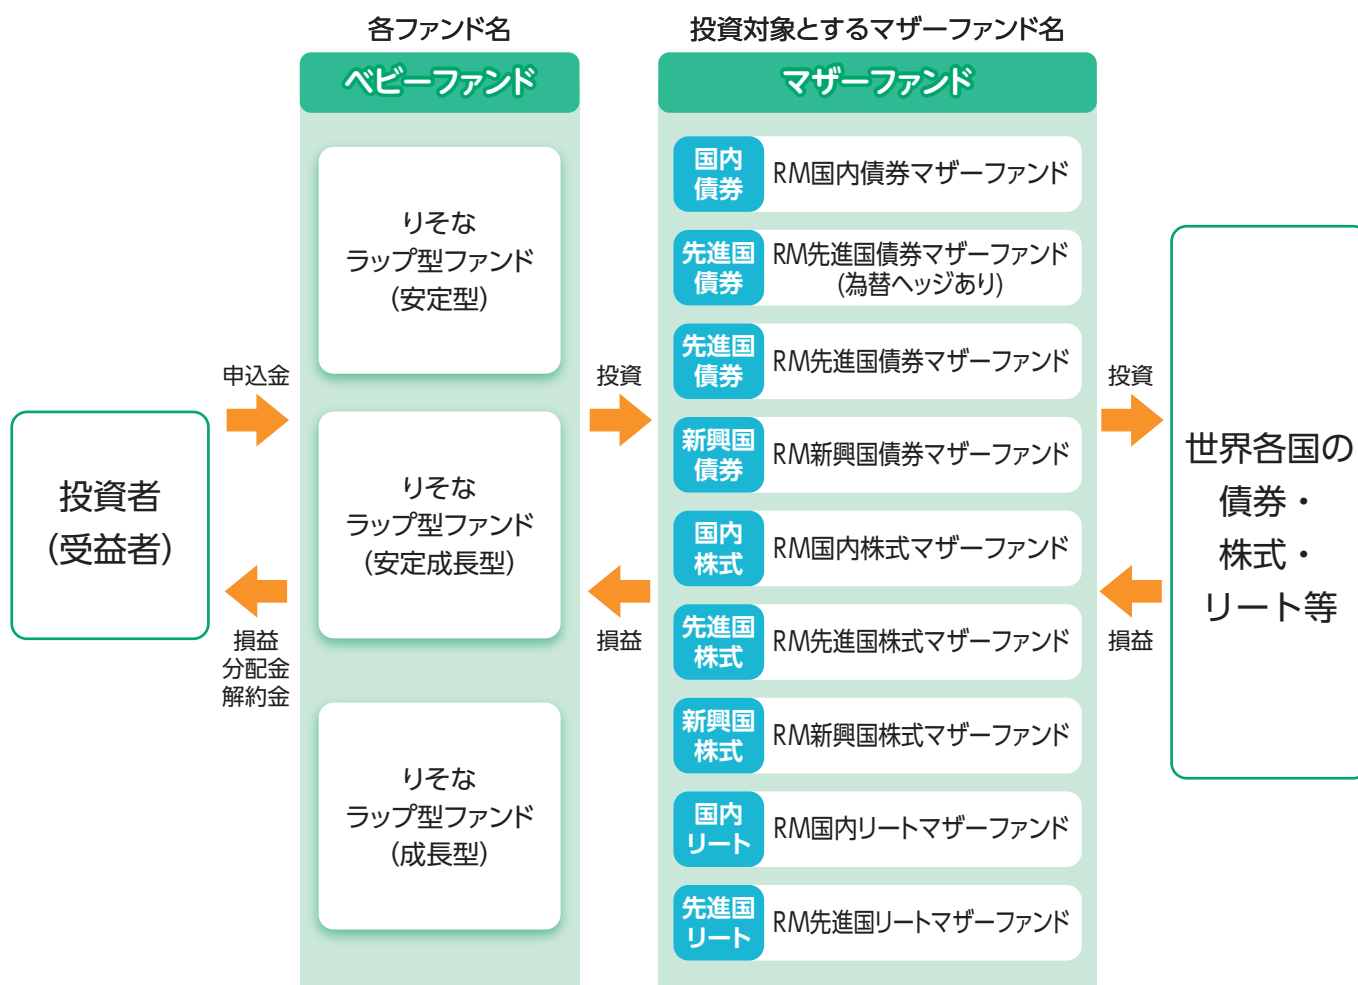 各ファンド名
ベビーファンド
りそな
ラップ型ファンド
(安定型)
りそな
ラップ型ファンド
(安定成長型)
りそな
ラップ型ファンド
(成長型)
投資対象とするマザーファンド名
マザーファンド
国内
債券
RM国内債券マザーファンド
先進国
債券
RM先進国債券マザーファンド
(為替ヘッジあり)
先進国
債券
RM先進国債券マザーファンド
新興国
債券
RM新興国債券マザーファンド
国内
株式
RM国内株式マザーファンド
先進国
株式
RM先進国株式マザーファンド
新興国
株式
RM新興国株式マザーファンド
国内
リート
RM国内リートマザーファンド
先進国
リート
RM先進国リートマザーファンド
投資者
(受益者)
申込金
損益
分配金
解約金
投資
損益
投資
損益
世界各国の
債券・
株式・
リート等